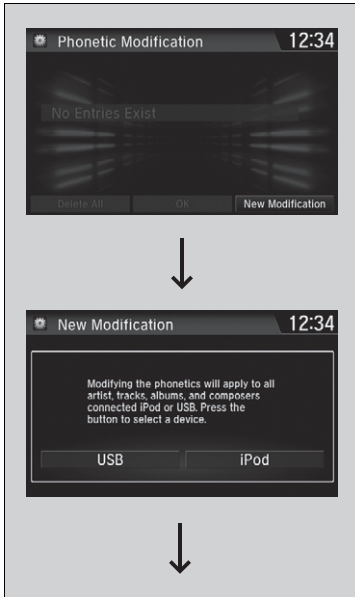 Phonetic Modification
12:34
No Entries Exist
Delete All
OK
New Modification
New Modification
12:34
Modifying the phonetics will apply to all
artist, tracks, albums, and composers
connected iPod or USB. Press the
button to select a device.
USB
iPod